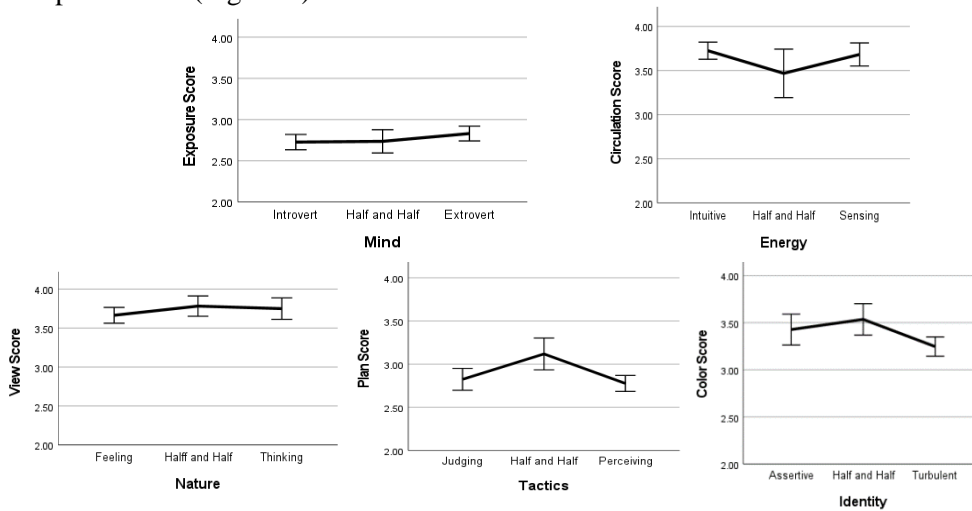 4.00
3.50
3.00
2.50
2.00
Exposure Score
Introvert Half and Half Extrovert
Mind
4.00
3.50
3.00
2.50
2.00
Circulation Score
Intuitive Half and Half Sensing
Energy
4.00
3.50
3.00
2.50
2.00
View Score
Feeling Halff and Half Thinking
Nature
4.00
3.50
3.00
2.50
2.00
Plan Score
Judging Half and Half Perceiving
Tactics
4.00
3.50
3.00
2.50
2.00
Color Score
Assertive Half and Half Turbulent
Identity